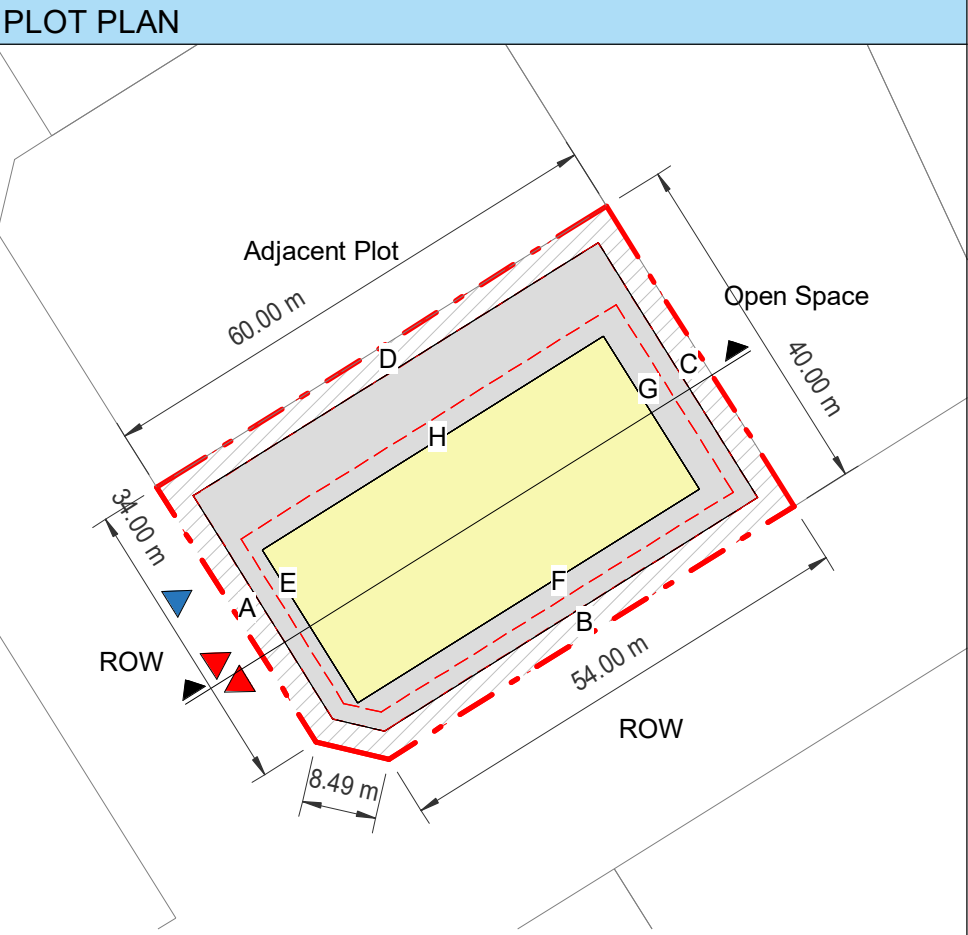 PLOT PLAN
Adjacent Plot
60.00 m
Open Space
D
C
40.00 m
G
H
34.00 m
E
F
A
B
ROW
54.00 m
ROW
8.49 m